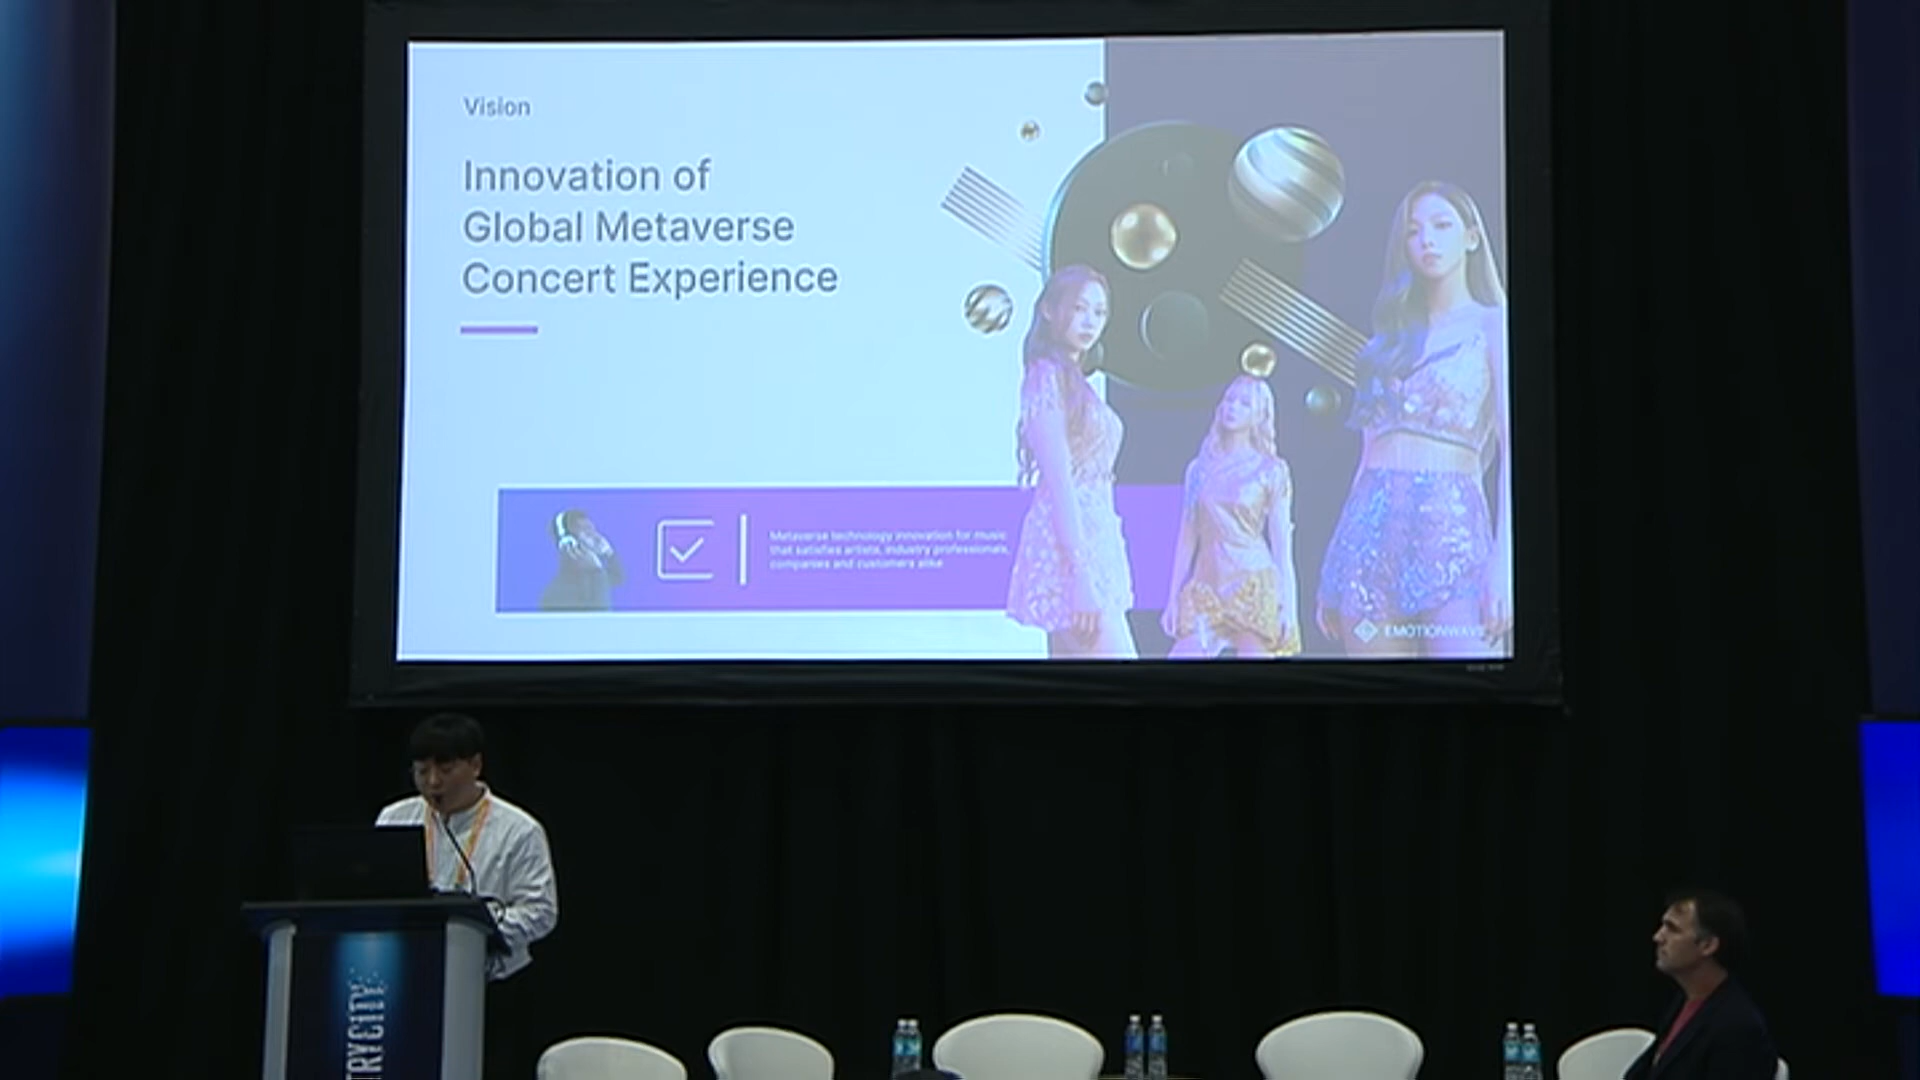 Vision
Innovation of
Global Metaverse
Concert Experience
Metaverse technology innovation for music
that satisfies artists, industry professionals,
companies and customers alike
EMOTIONWAVE
TRYCITY